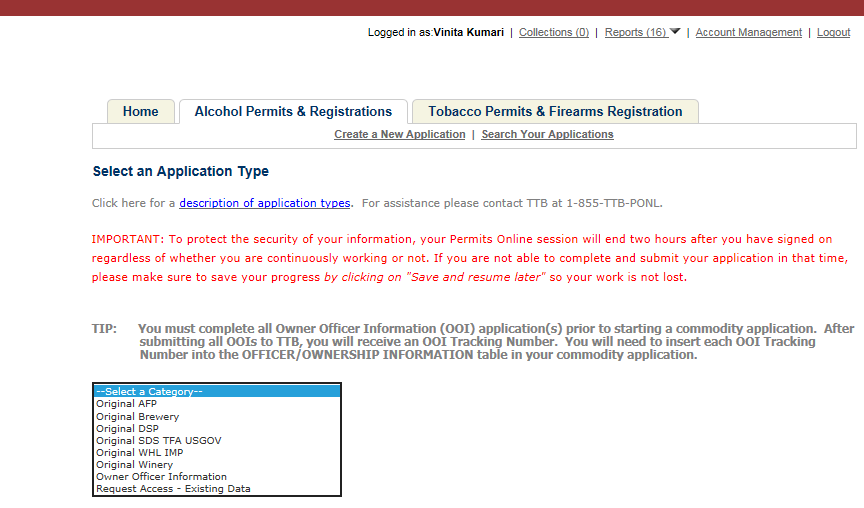 Logged in as:Vinita Kumari | Collections (0) | Reports (16) | Account Management | Logout
Home Alcohol Permits & Registrations Tobacco Permits & Firearms Registration
Create a New Application | Search Your Applications
Select an Application Type
Click here for a description of application types. For assistance please contact TTB at 1-855-TTB-PONL.
IMPORTANT: To protect the security of your information, your Permits Online session will end two hours after you have signed on
regardless of whether you are continuously working or not. If you are not able to complete and submit your application in that time,
please make sure to save your progress by clicking on "Save and resume later" so your work is not lost.
TIP: You must complete all Owner Officer Information (OOI) application(s) prior to starting a commodity application. After
submitting all OOIs to TTB, you will receive an OOI Tracking Number. You will need to insert each OOI Tracking
Number into the OFFICER/OWNERSHIP INFORMATION table in your commodity application.
--Select a Category--
Original AFP
Original Brewery
Original DSP
Original SDS TFA USGOV
Original WHL IMP
Original Winery
Owner Officer Information
Request Access - Existing Data